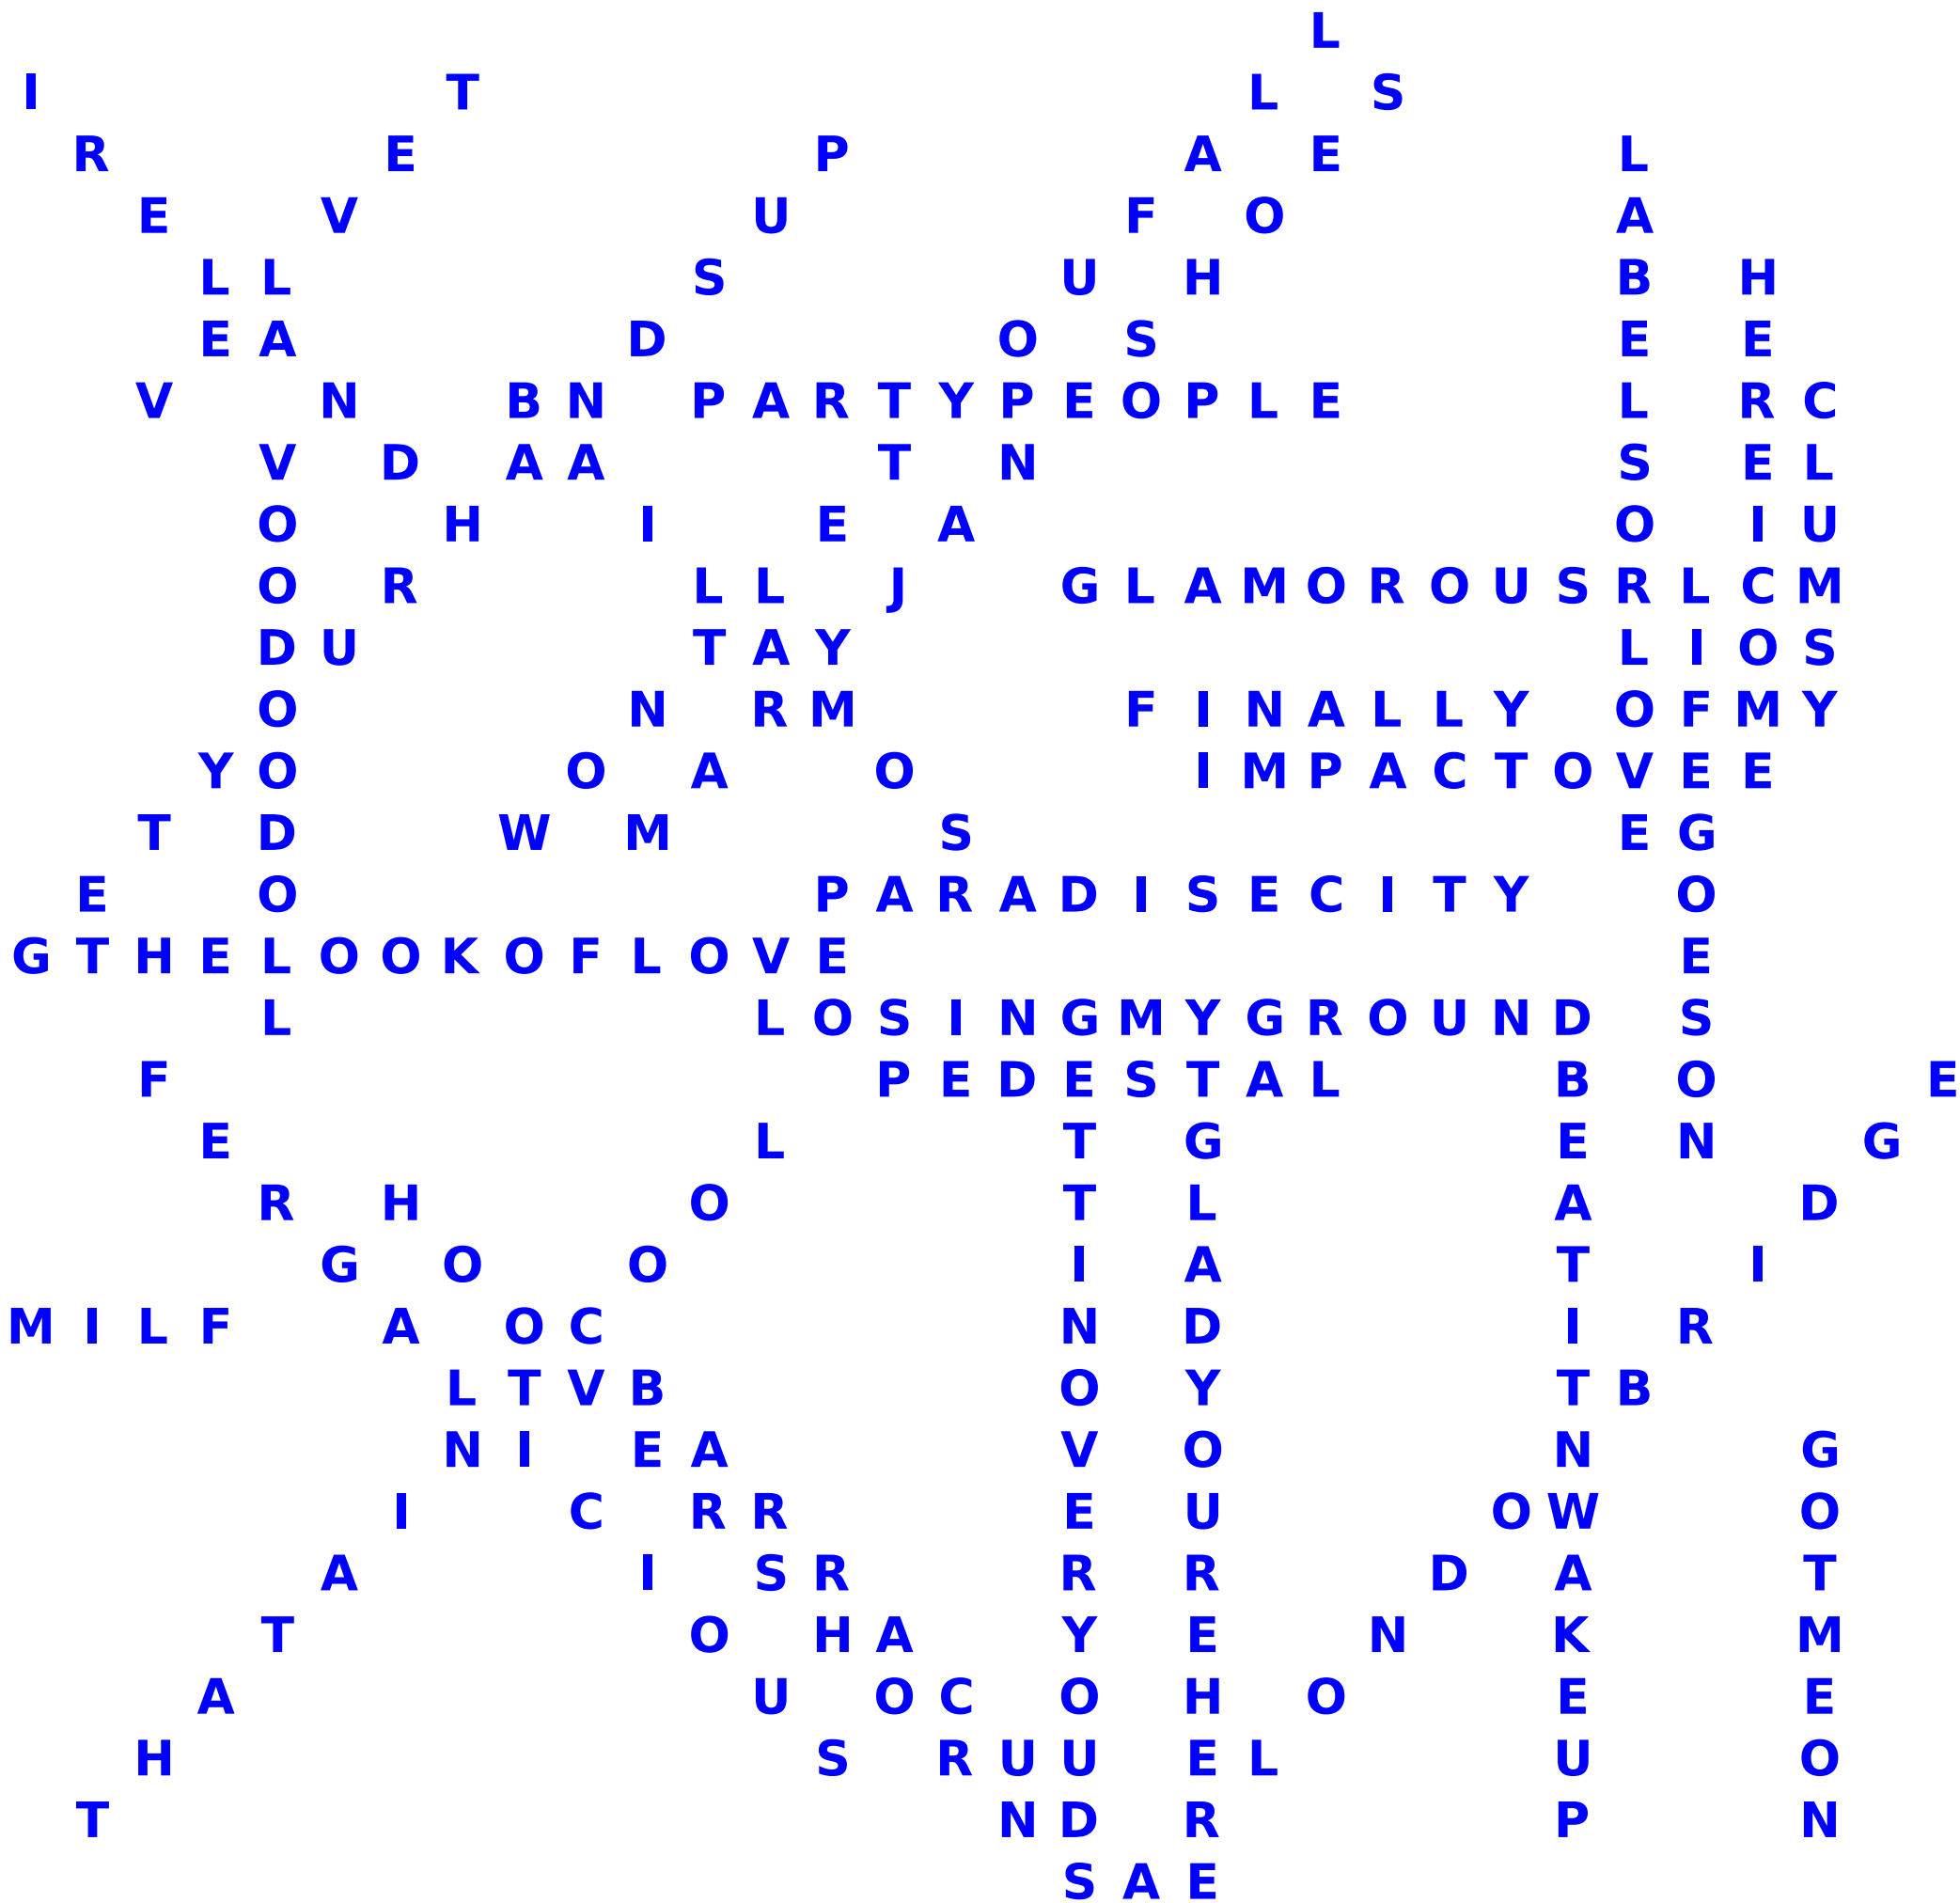 L
I T L S
R E P A E L
E V U F O A
L L S U H B H
E A D O S E E
V N B N P A R T Y P E O P L E L R C
V D A A T N S E L
O H I E A O I U
O R L L J G L A M O R O U S R L C M
D U T A Y L I O S
O N R M F I N A L L Y O F M Y
Y O O A O I M P A C T O V E E
T D W M S E G
E O P A R A D I S E C I T Y O
G T H E L O O K O F L O V E E
L L O S I N G M Y G R O U N D S
F P E D E S T A L B O E
E L T G E N G
R H O T L A D
G O O I A T I
M I L F A O C N D I R
L T V B O Y T B
N I E A V O N G
I C R R E U O W O
A I S R R R D A T
T O H A Y E N K M
A U O C O H O E E
H S R U U E L U O
T N D R P N
S A E